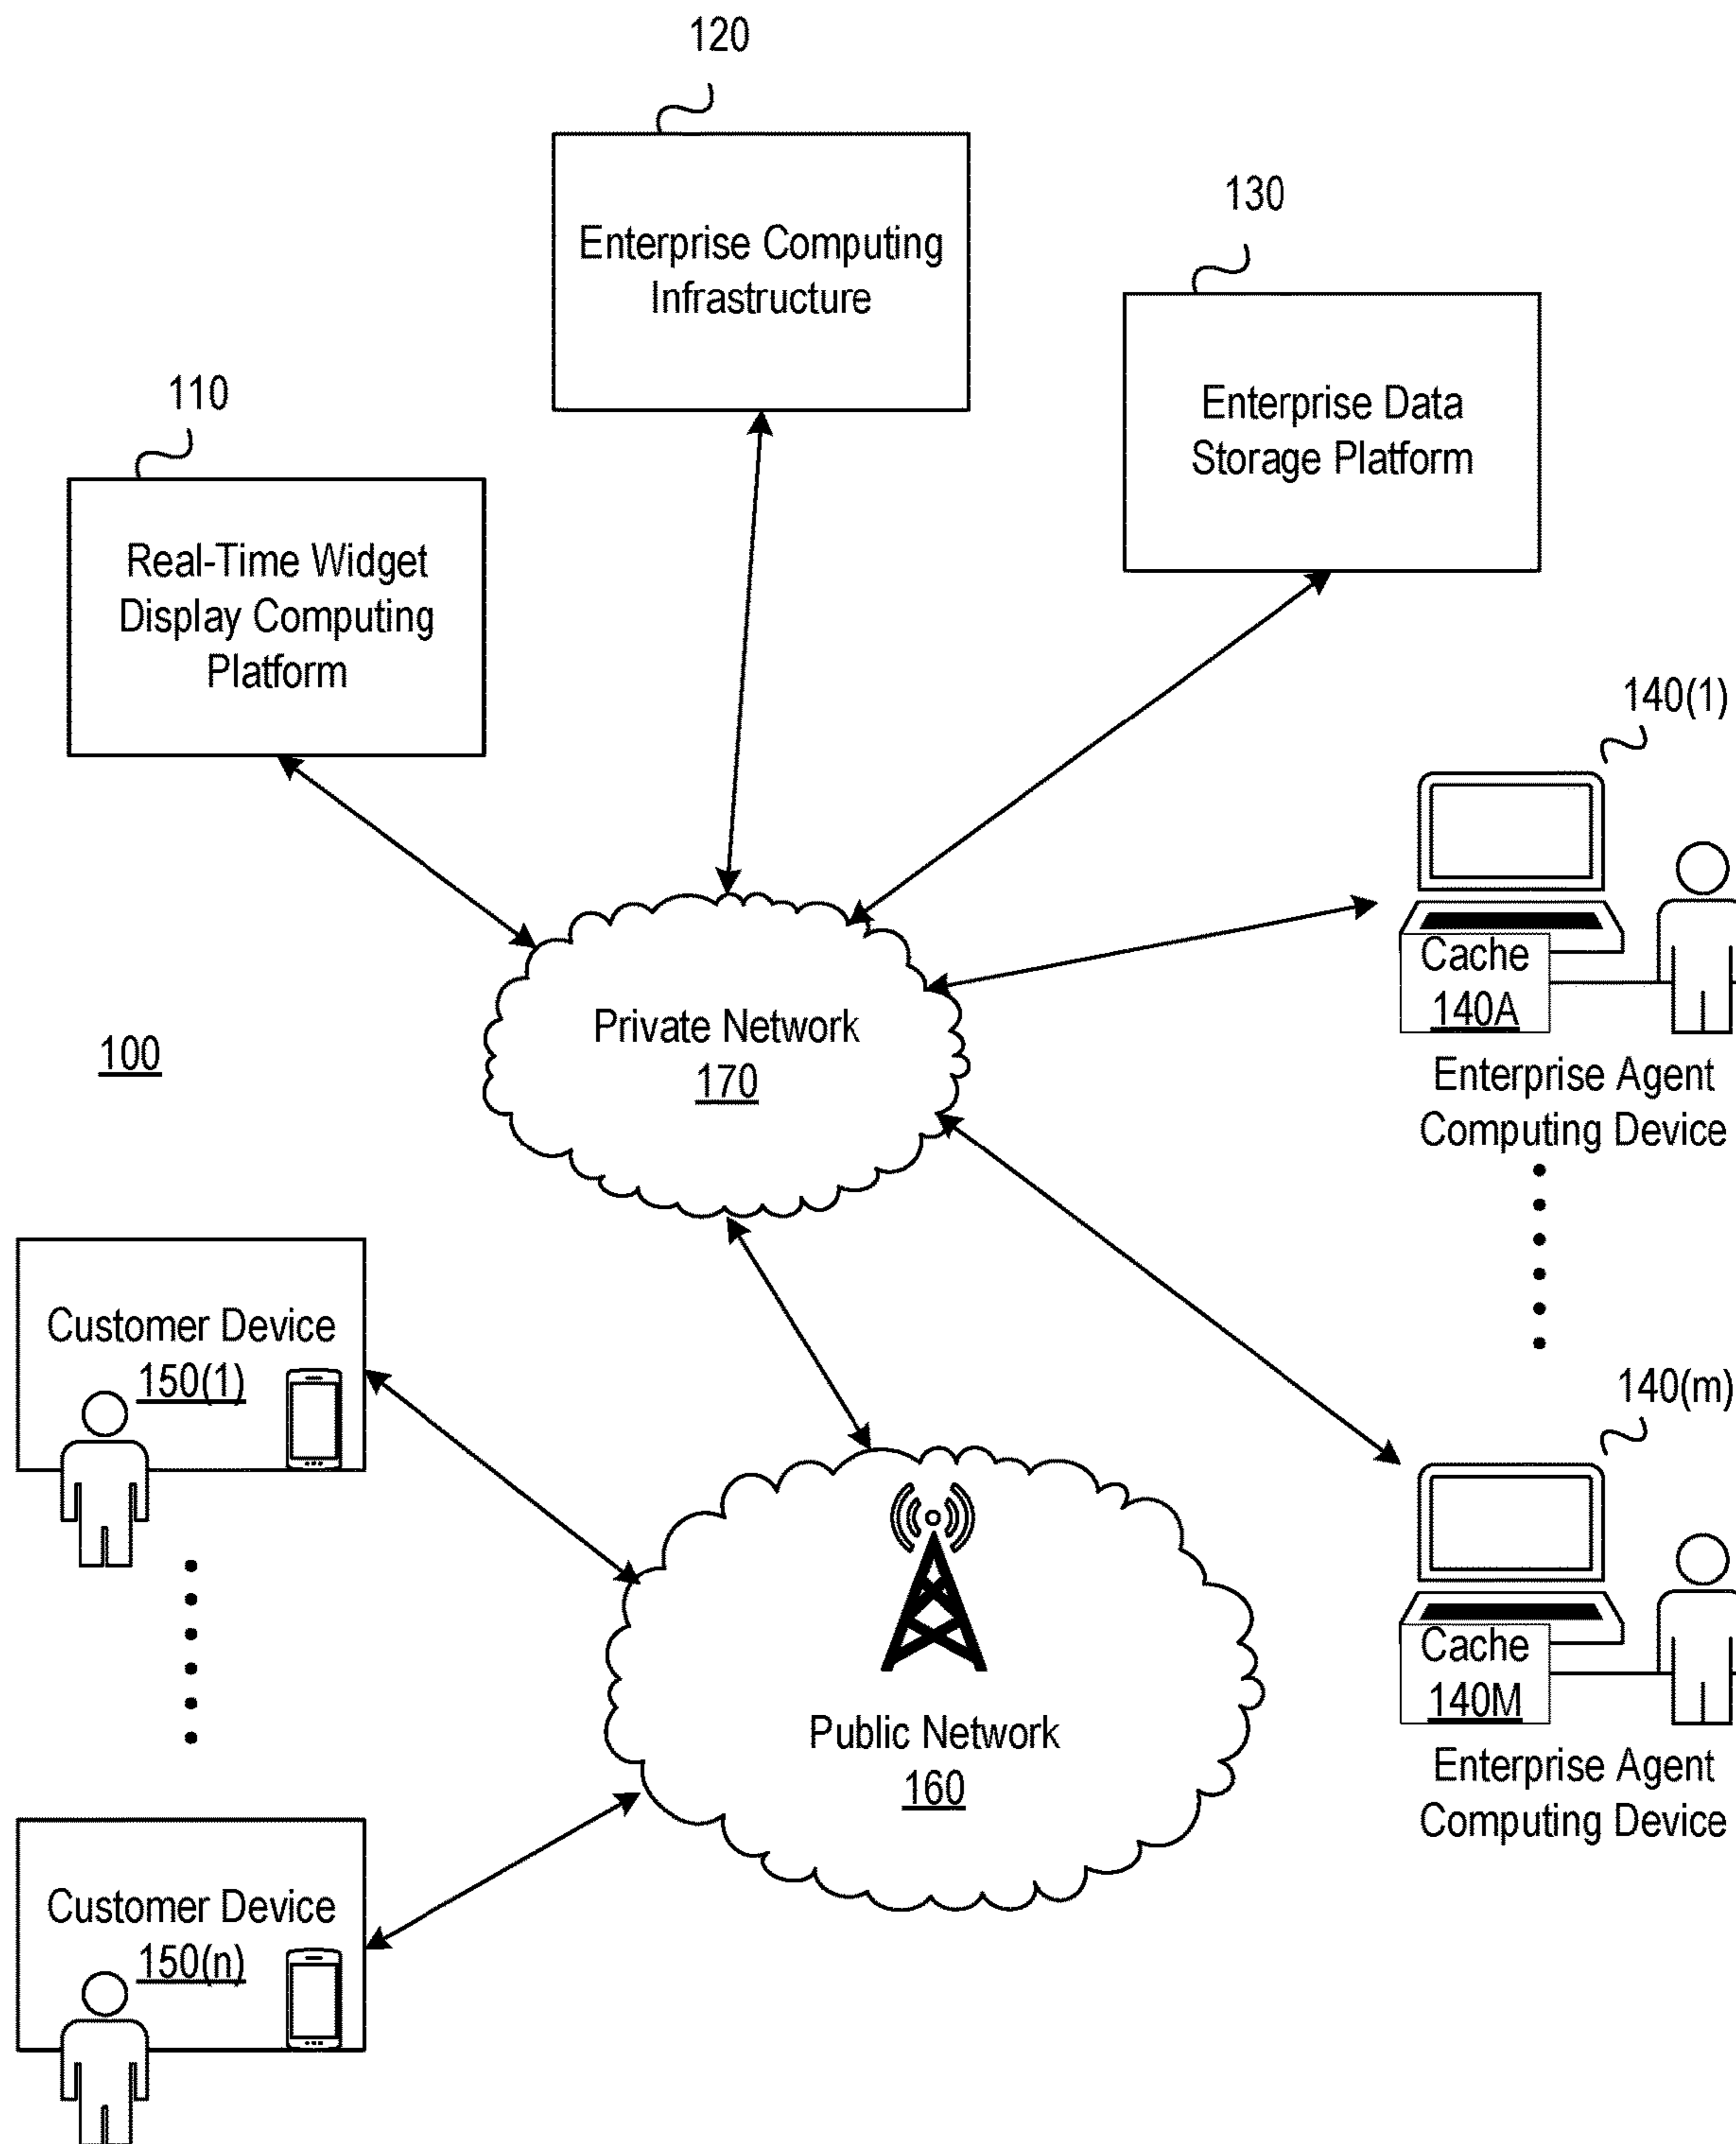 120
Enterprise Computing
Infrastructure
130
Enterprise Data
Storage Platform
110
Real-Time Widget
Display Computing
Platform
140(1)
Cache
140A
Enterprise Agent
Computing Device
Private Network
170
100
Customer Device
150(1)
140(m)
Cache
140M
Enterprise Agent
Computing Device
Public Network
160
Customer Device
150(n)